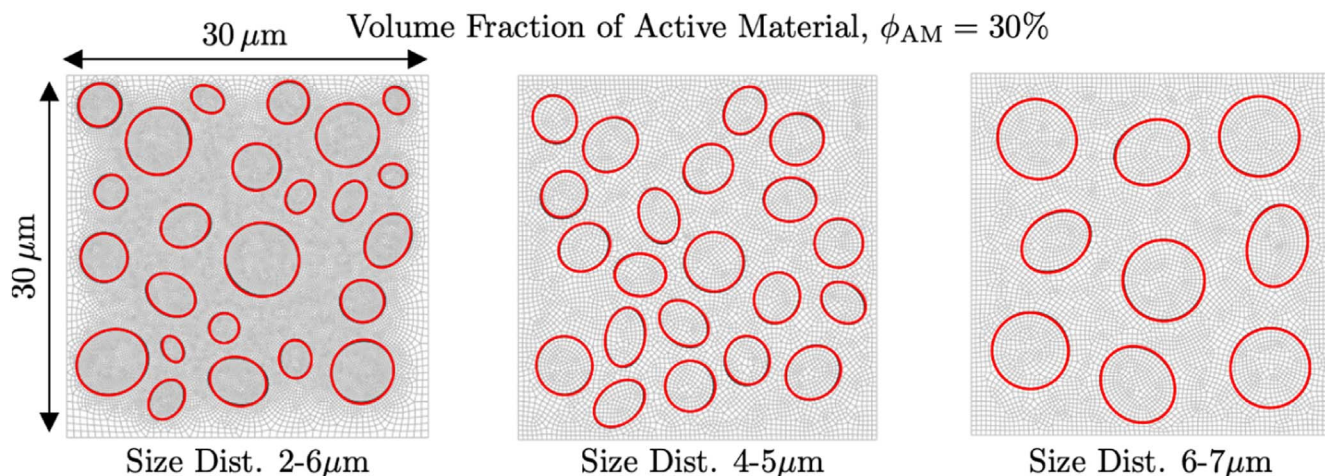 Volume Fraction of Active Material, ϕ_AM = 30%
30 μm
30 μm
Size Dist. 2-6μm
Size Dist. 4-5μm
Size Dist. 6-7μm